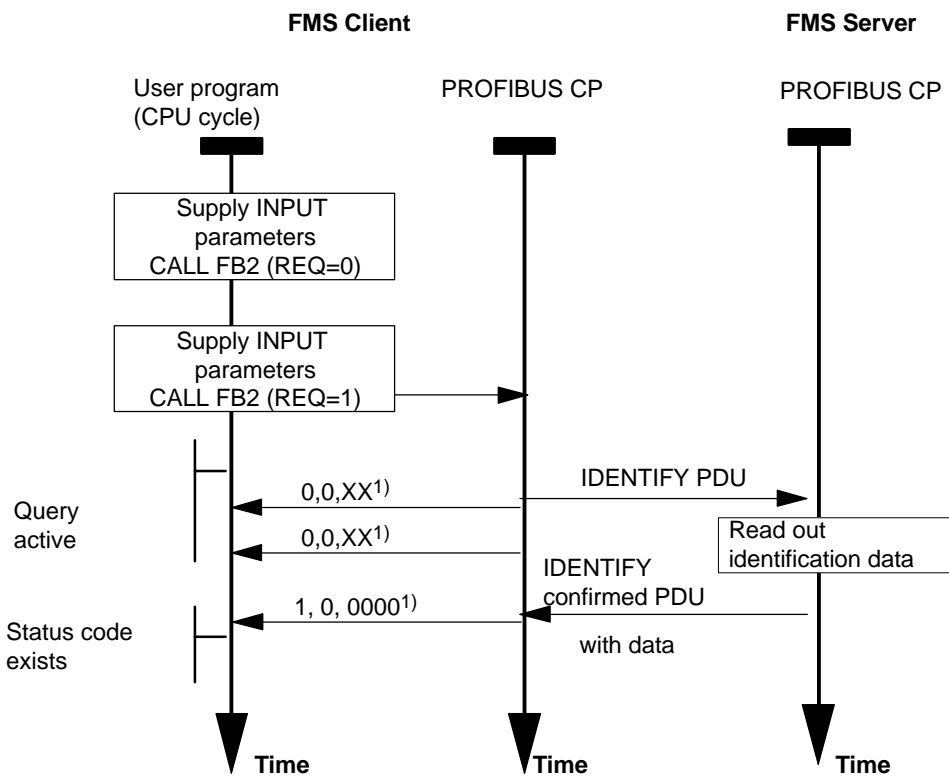 FMS Client
FMS Server
User program
(CPU cycle)
PROFIBUS CP
PROFIBUS CP
Supply INPUT
parameters
CALL FB2 (REQ=0)
Supply INPUT
parameters
CALL FB2 (REQ=1)
Query
active
0,0,XX1)
IDENTIFY PDU
0,0,XX1)
Read out
identification data
IDENTIFY
confirmed PDU
with data
1, 0, 00001)
Status code
exists
Time
Time
Time